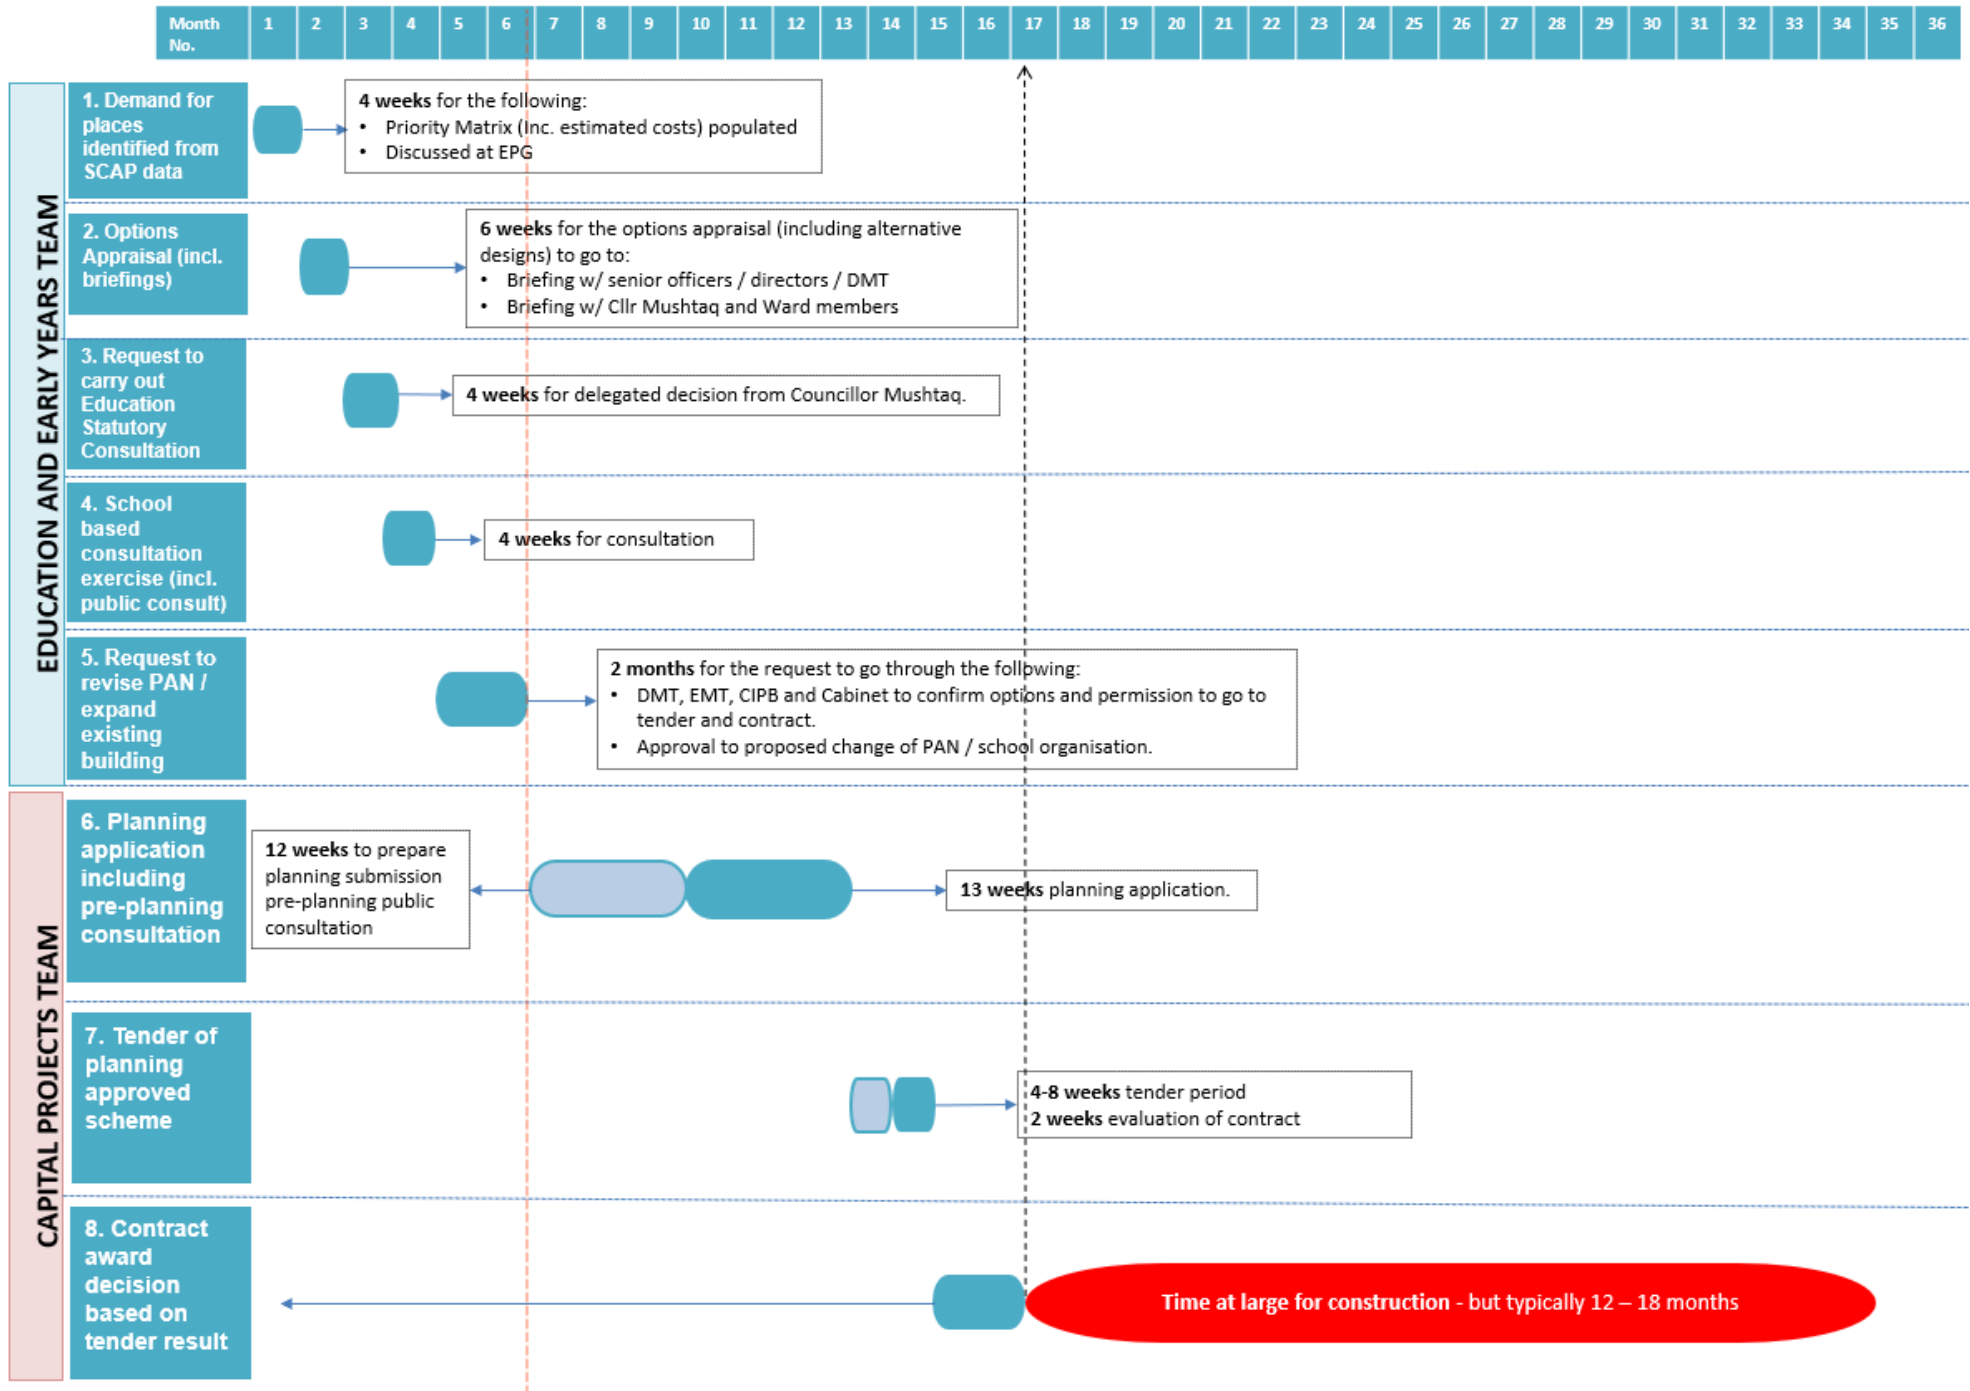 Month No. 1 2 3 4 5 6 7 8 9 10 11 12 13 14 15 16 17 18 19 20 21 22 23 24 25 26 27 28 29 30 31 32 33 34 35 36
EDUCATION AND EARLY YEARS TEAM
1. Demand for
places
identified from
SCAP data
4 weeks for the following:
• Priority Matrix (Inc. estimated costs) populated
• Discussed at EPG
2. Options
Appraisal (incl.
briefings)
6 weeks for the options appraisal (including alternative
designs) to go to:
• Briefing w/ senior officers / directors / DMT
• Briefing w/ Cllr Mushtaq and Ward members
3. Request to
carry out
Education
Statutory
Consultation
4 weeks for delegated decision from Councillor Mushtaq.
4. School
based
consultation
exercise (incl.
public consult)
4 weeks for consultation
5. Request to
revise PAN /
expand
existing
building
2 months for the request to go through the following:
• DMT, EMT, CIPB and Cabinet to confirm options and permission to go to
tender and contract.
• Approval to proposed change of PAN / school organisation.
CAPITAL PROJECTS TEAM
6. Planning
application
including
pre-planning
consultation
12 weeks to prepare
planning submission
pre-planning public
consultation
13 weeks planning application.
7. Tender of
planning
approved
scheme
4-8 weeks tender period
2 weeks evaluation of contract
8. Contract
award
decision
based on
tender result
Time at large for construction - but typically 12 – 18 months